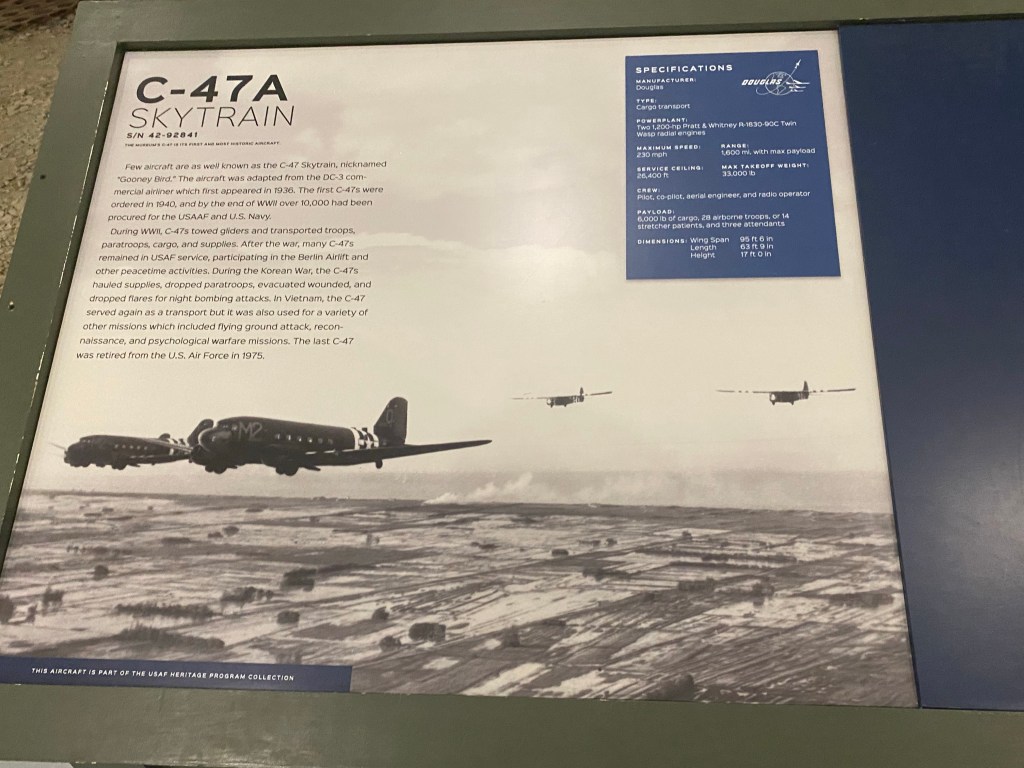 C-47A
SKYTRAIN
S/N 42-92841
THE MUSEUM'S C-47 IS ITS FIRST AND MOST HISTORIC AIRCRAFT.
Few aircraft are as well known as the C-47 Skytrain, nicknamed
"Gooney Bird." The aircraft was adapted from the DC-3 com-
mercial airliner which first appeared in 1936. The first C-47s were
ordered in 1940, and by the end of WWII over 10,000 had been
procured for the USAAF and U.S. Navy.
During WWII, C-47s towed gliders and transported troops,
paratroops, cargo, and supplies. After the war, many C-47s
remained in USAF service, participating in the Berlin Airlift and
other peacetime activities. During the Korean War, the C-47s
hauled supplies, dropped paratroops, evacuated wounded, and
dropped flares for night bombing attacks. In Vietnam, the C-47
served again as a transport but it was also used for a variety of
other missions which included flying ground attack, recon-
naissance, and psychological warfare missions. The last C-47
was retired from the U.S. Air Force in 1975.
SPECIFICATIONS
DOUGLAS
MANUFACTURER:
Douglas
TYPE:
Cargo transport
POWERPLANT:
Two 1,200-hp Pratt & Whitney R-1830-90C Twin
Wasp radial engines
MAXIMUM SPEED:
230 mph
RANGE:
1,600 mi. with max payload
SERVICE CEILING:
26,400 ft
MAX TAKEOFF WEIGHT:
33,000 lb
CREW:
Pilot, co-pilot, aerial engineer, and radio operator
PAYLOAD:
6,000 lb of cargo, 28 airborne troops, or 14
stretcher patients, and three attendants
DIMENSIONS: Wing Span 95 ft 6 in
Length 63 ft 9 in
Height 17 ft 0 in
M2
THIS AIRCRAFT IS PART OF THE USAF HERITAGE PROGRAM COLLECTION